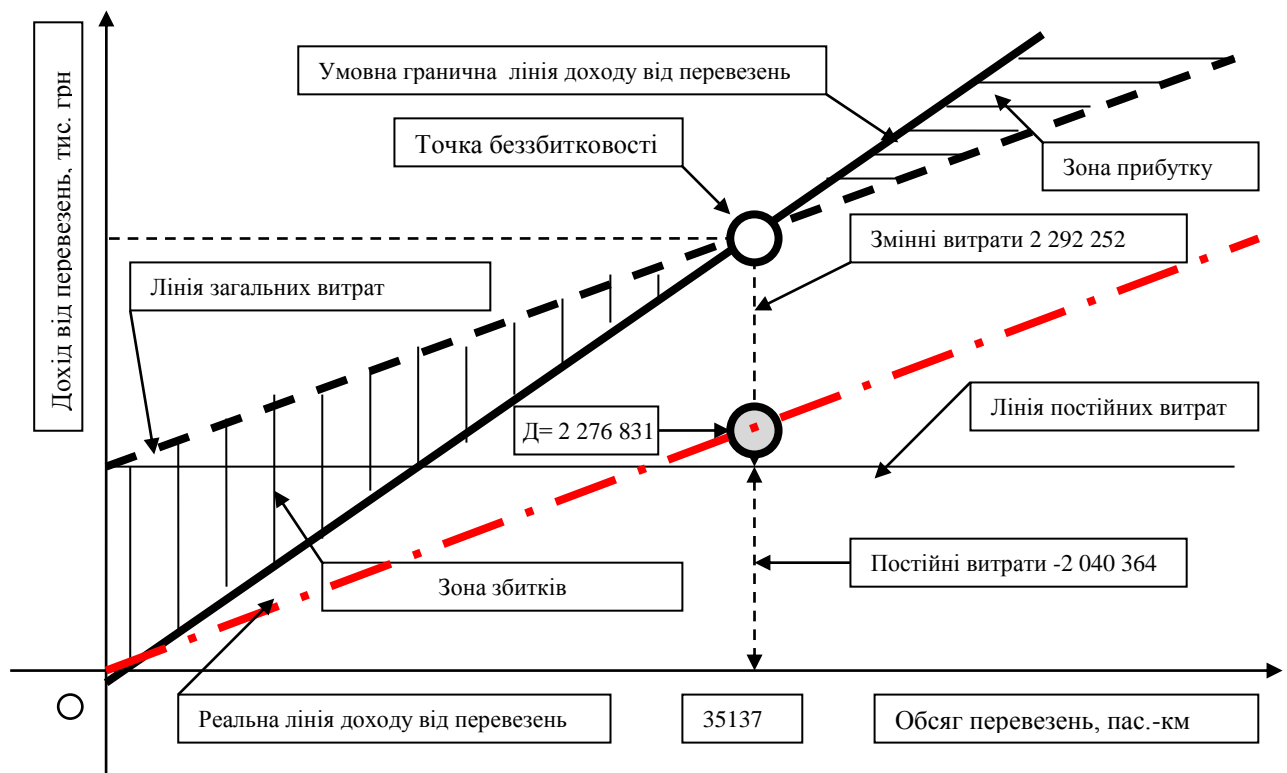 Дохід від перевезень, тис. грн
Умовна гранична лінія доходу від перевезень
Точка беззбитковості
Зона прибутку
Змінні витрати 2 292 252
Лінія загальних витрат
Лінія постійних витрат
Д= 2 276 831
Постійні витрати -2 040 364
Зона збитків
Реальна лінія доходу від перевезень
35137
Обсяг перевезень, пас.-км